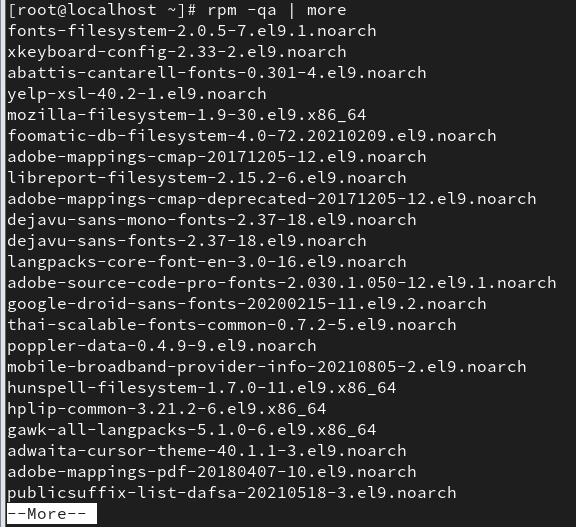 [root@localhost ~]# rpm -qa | more
fonts-filesystem-2.0.5-7.el9.1.noarch
xkeyboard-config-2.33-2.el9.noarch
abattis-cantarell-fonts-0.301-4.el9.noarch
yelp-xsl-40.2-1.el9.noarch
mozilla-filesystem-1.9-30.el9.x86_64
foomatic-db-filesystem-4.0-72.20210209.el9.noarch
adobe-mappings-cmap-20171205-12.el9.noarch
libreport-filesystem-2.15.2-6.el9.noarch
adobe-mappings-cmap-deprecated-20171205-12.el9.noarch
dejavu-sans-mono-fonts-2.37-18.el9.noarch
dejavu-sans-fonts-2.37-18.el9.noarch
langpacks-core-font-en-3.0-16.el9.noarch
adobe-source-code-pro-fonts-2.030.1.050-12.el9.1.noarch
google-droid-sans-fonts-20200215-11.el9.2.noarch
thai-scalable-fonts-common-0.7.2-5.el9.noarch
poppler-data-0.4.9-9.el9.noarch
mobile-broadband-provider-info-20210805-2.el9.noarch
hunspell-filesystem-1.7.0-11.el9.x86_64
hplip-common-3.21.2-6.el9.x86_64
gawk-all-langpacks-5.1.0-6.el9.x86_64
adwaita-cursor-theme-40.1.1-3.el9.noarch
adobe-mappings-pdf-20180407-10.el9.noarch
publicsuffix-list-dafsa-20210518-3.el9.noarch
--More--